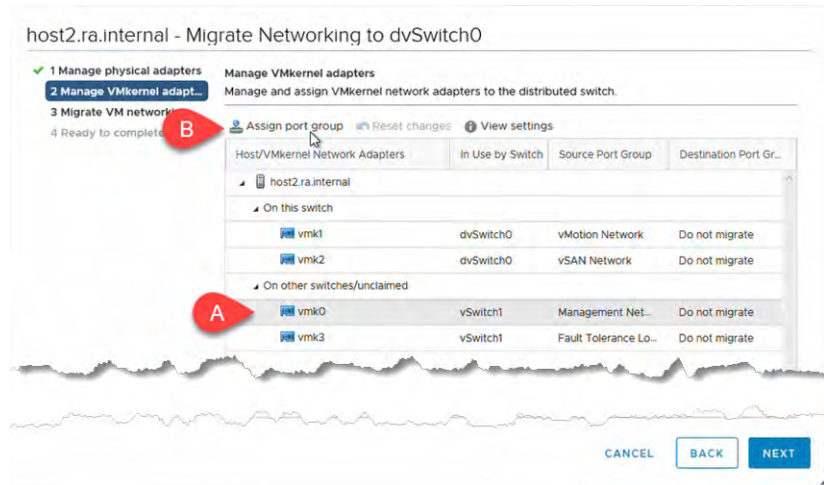 host2.ra.internal - Migrate Networking to dvSwitch0
1 Manage physical adapters
2 Manage VMkernel adapt...
3 Migrate VM network
4 Ready to complete
Manage VMkernel adapters
Manage and assign VMkernel network adapters to the distributed switch.
B
Assign port group Reset changes View settings
Host/VMkernel Network Adapters In Use by Switch Source Port Group Destination Port Gr...
host2.ra.internal
On this switch
vmk1 dvSwitch0 vMotion Network Do not migrate
vmk2 dvSwitch0 vSAN Network Do not migrate
On other switches/unclaimed
A
vmk0 vSwitch1 Management Net... Do not migrate
vmk3 vSwitch1 Fault Tolerance Lo... Do not migrate
CANCEL BACK NEXT